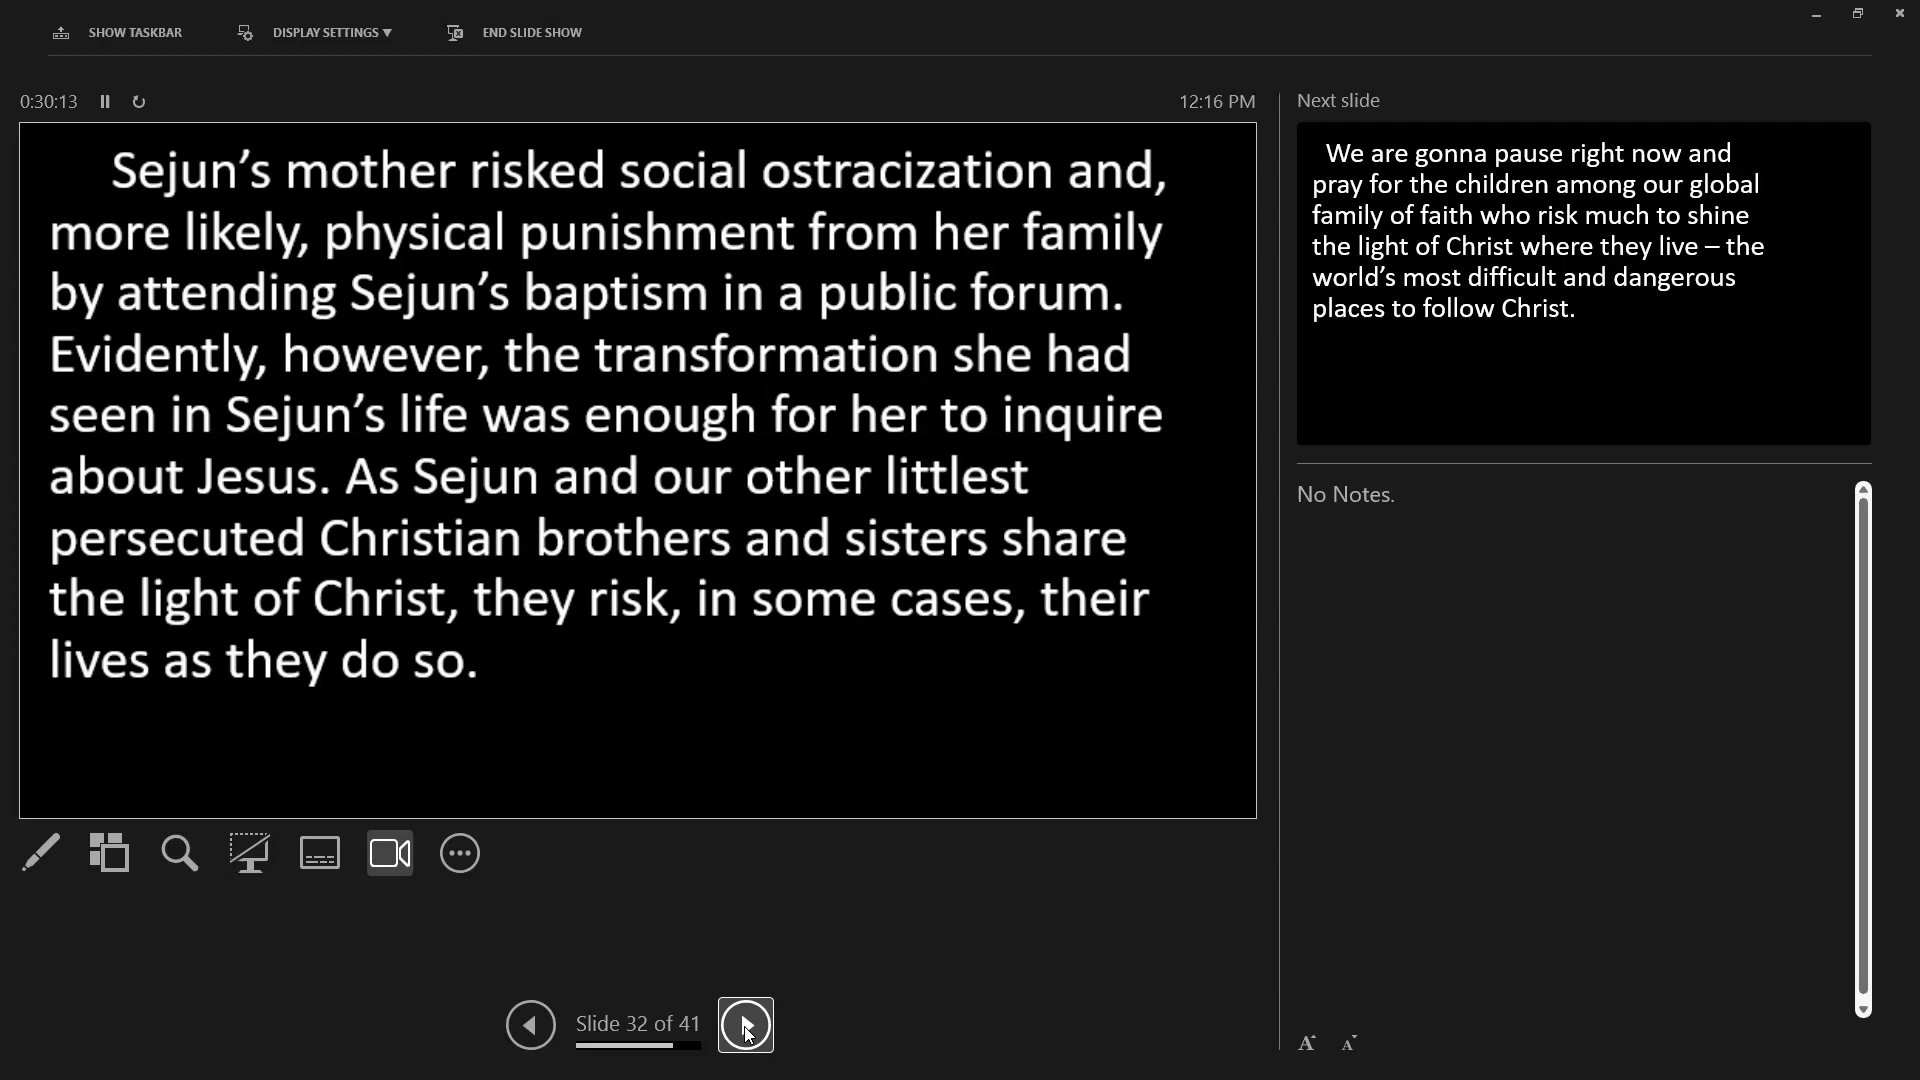 SHOW TASKBAR
DISPLAY SETTINGS ▼
END SLIDE SHOW
0:30:13
12:16 PM
Sejun’s mother risked social ostracization and,
more likely, physical punishment from her family
by attending Sejun’s baptism in a public forum.
Evidently, however, the transformation she had
seen in Sejun’s life was enough for her to inquire
about Jesus. As Sejun and our other littlest
persecuted Christian brothers and sisters share
the light of Christ, they risk, in some cases, their
lives as they do so.
Slide 32 of 41
Next slide
We are gonna pause right now and
pray for the children among our global
family of faith who risk much to shine
the light of Christ where they live – the
world’s most difficult and dangerous
places to follow Christ.
No Notes.
A A